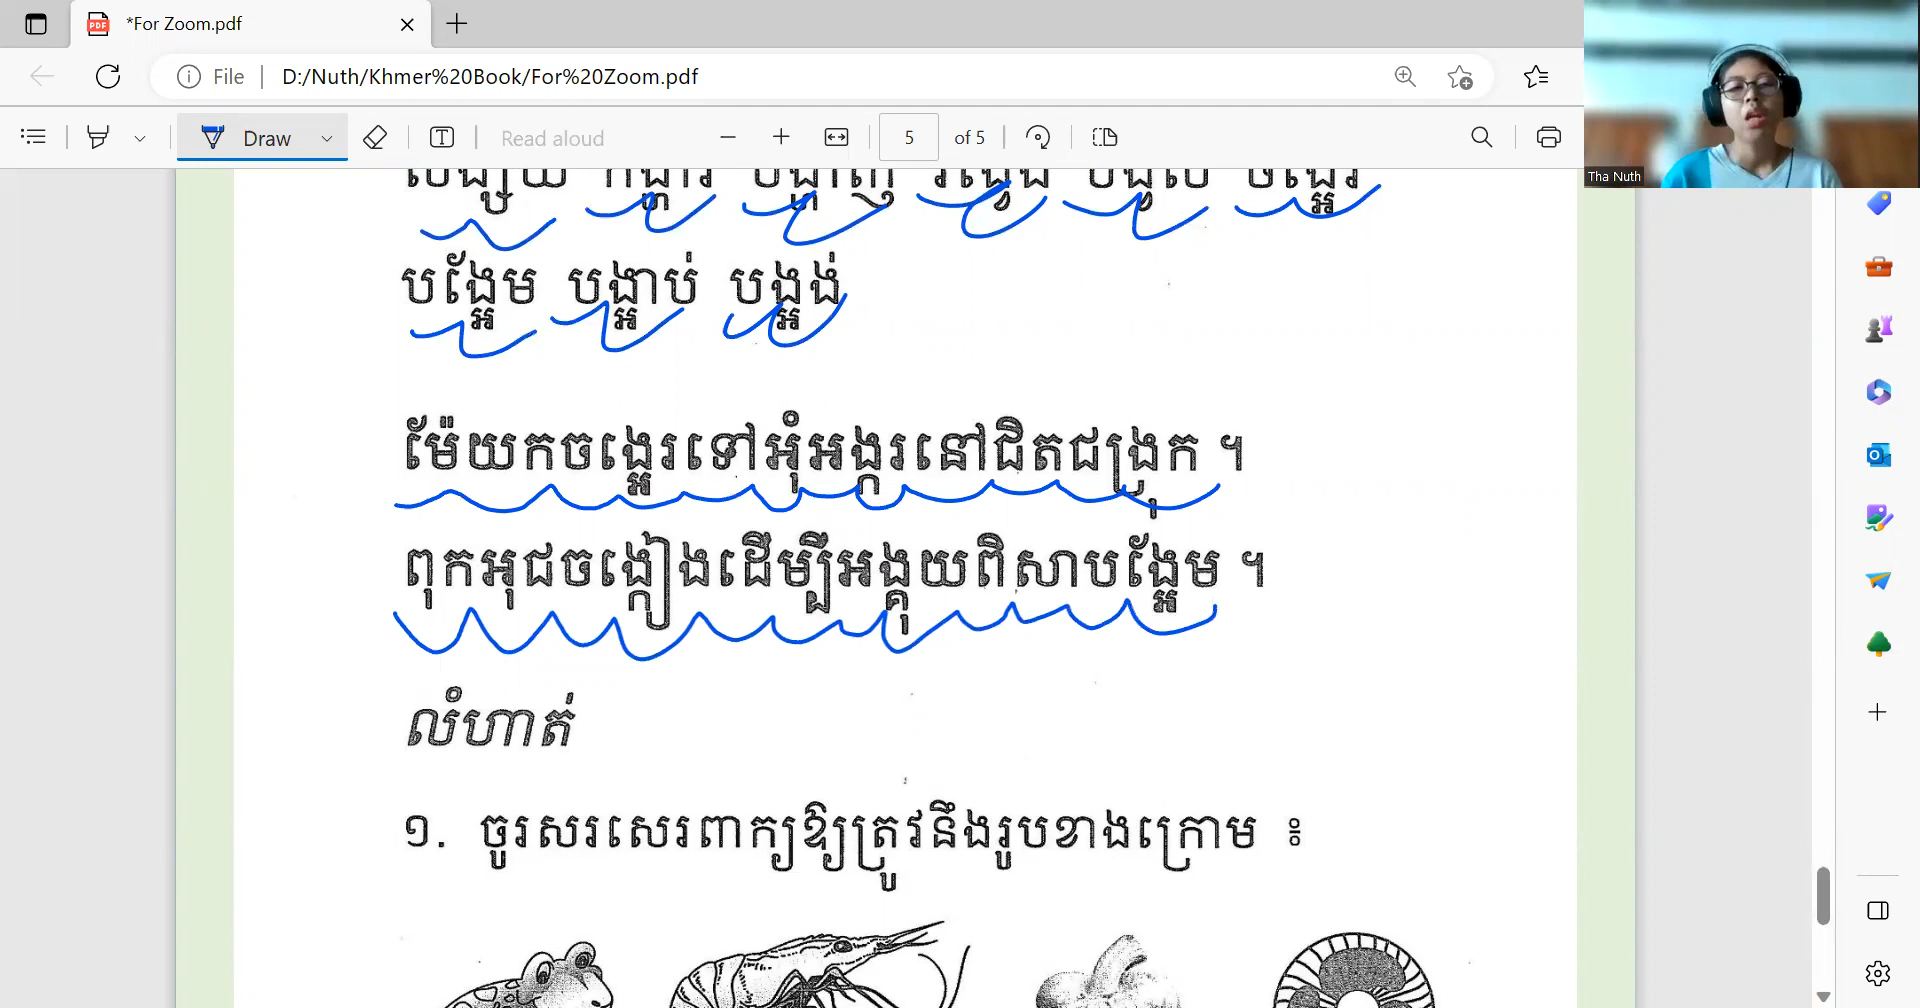 *For Zoom.pdf
File D:/Nuth/Khmer%20Book/For%20Zoom.pdf
Draw Read aloud 5 of 5
Tha Nuth
បង្អែម បង្អាប់ បង្អង់
ម៉ែយកចង្អេរទៅអុំអង្ករនៅជិតជង្រុក ។
ពុកអុជចង្កៀងដើម្បីអង្គុយពិសាបង្អែម ។
លំហាត់
១. ចូរសរសេរពាក្យឱ្យត្រូវនឹងរូបខាងក្រោម ៖